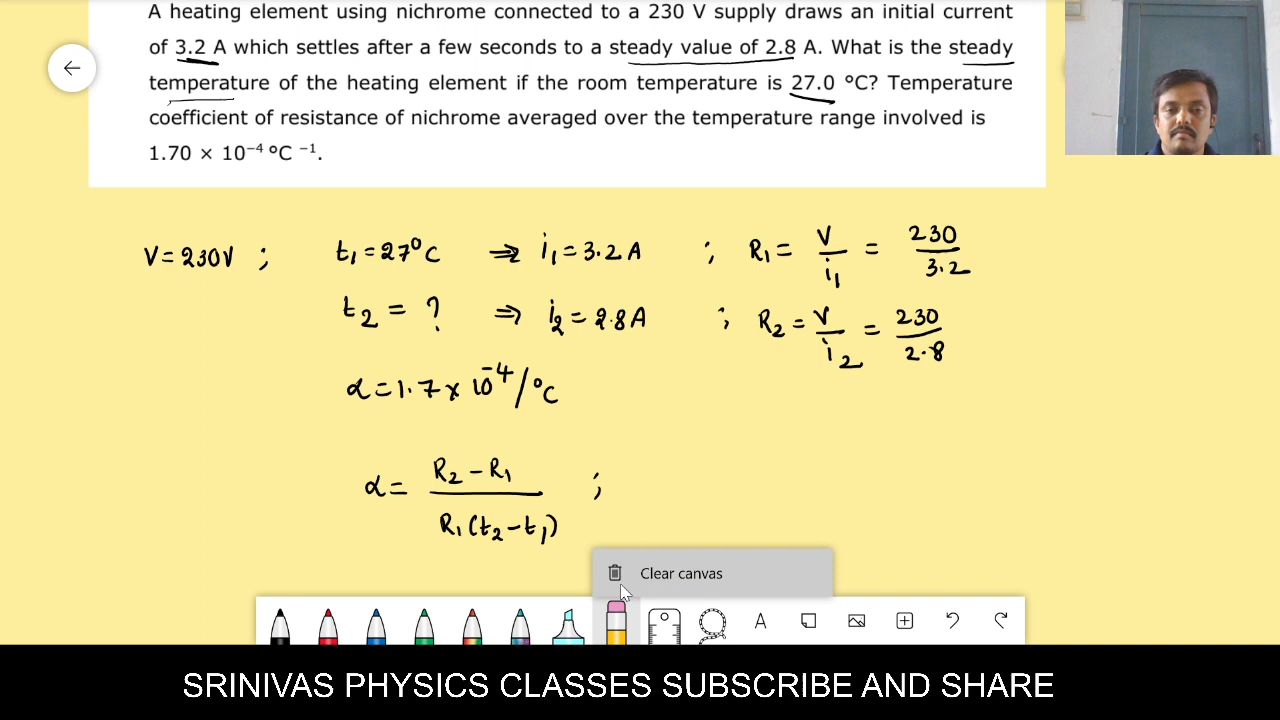 A heating element using nichrome connected to a 230 V supply draws an initial current
of 3.2 A which settles after a few seconds to a steady value of 2.8 A. What is the steady
temperature of the heating element if the room temperature is 27.0 °C? Temperature
coefficient of resistance of nichrome averaged over the temperature range involved is
1.70 × 10⁻⁴ °C ⁻¹.
V = 230V ; t₁ = 27°C ⇒ i₁ = 3.2 A ; R₁ = V/i₁ = 230/3.2
t₂ = ? ⇒ i₂ = 2.8A ; R₂ = V/i₂ = 230/2.8
α = 1.7 × 10⁻⁴/°C
α = R₂ − R₁ / R₁(t₂ − t₁) ;
Clear canvas
A
SRINIVAS PHYSICS CLASSES SUBSCRIBE AND SHARE